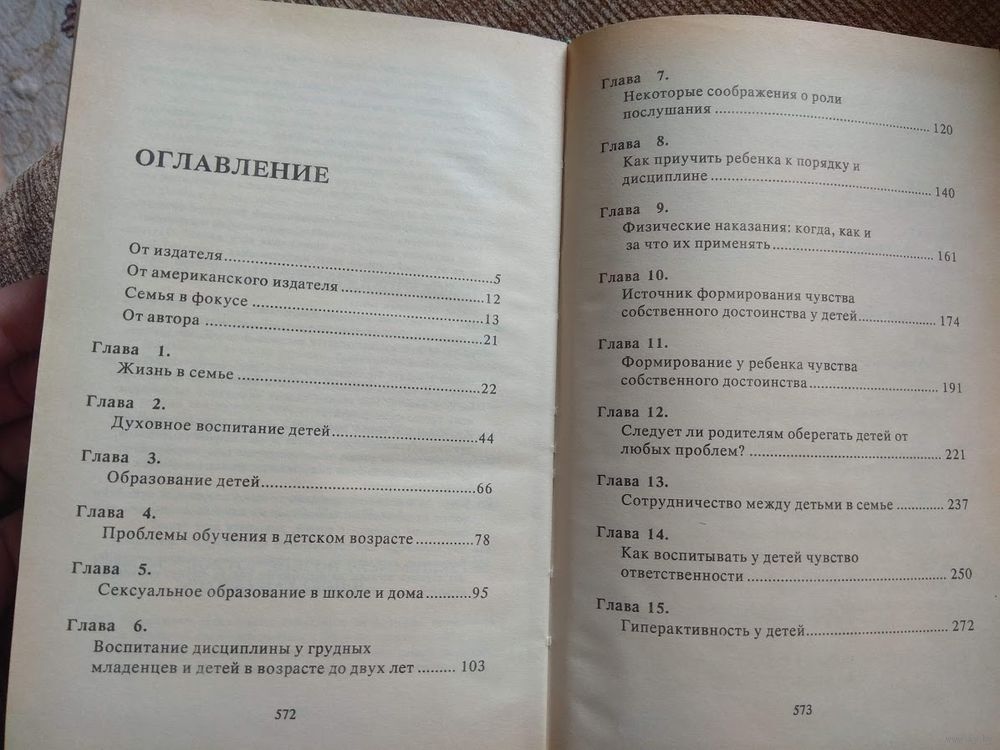 ОГЛАВЛЕНИЕ
От издателя.....5
От американского издателя.....12
Семья в фокусе.....13
От автора.....21
Глава 1.
Жизнь в семье.....22
Глава 2.
Духовное воспитание детей.....44
Глава 3.
Образование детей.....66
Глава 4.
Проблемы обучения в детском возрасте.....78
Глава 5.
Сексуальное образование в школе и дома.....95
Глава 6.
Воспитание дисциплины у грудных
младенцев и детей в возрасте до двух лет.....103
572
Глава 7.
Некоторые соображения о роли
послушания.....120
Глава 8.
Как приучить ребенка к порядку и
дисциплине.....140
Глава 9.
Физические наказания: когда, как и
за что их применять.....161
Глава 10.
Источник формирования чувства
собственного достоинства у детей.....174
Глава 11.
Формирование у ребенка чувства
собственного достоинства.....191
Глава 12.
Следует ли родителям оберегать детей от
любых проблем?.....221
Глава 13.
Сотрудничество между детьми в семье.....237
Глава 14.
Как воспитывать у детей чувство
ответственности.....250
Глава 15.
Гиперактивность у детей.....272
573